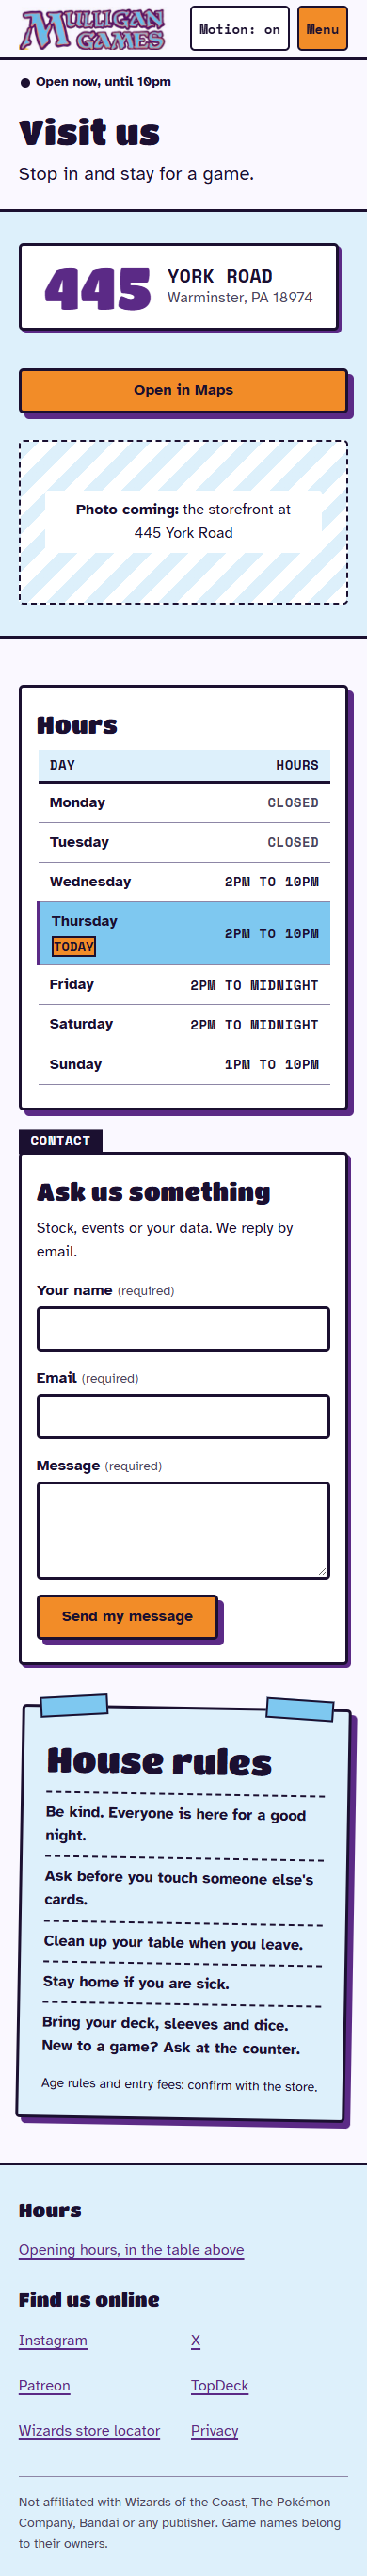 MULLIGAN GAMES
Motion: on
Menu
Open now, until 10pm
Visit us
Stop in and stay for a game.
445
YORK ROAD
Warminster, PA 18974
Open in Maps
Photo coming: the storefront at
445 York Road
Hours
DAY HOURS
Monday CLOSED
Tuesday CLOSED
Wednesday 2PM TO 10PM
Thursday
TODAY
2PM TO 10PM
Friday 2PM TO MIDNIGHT
Saturday 2PM TO MIDNIGHT
Sunday 1PM TO 10PM
CONTACT
Ask us something
Stock, events or your data. We reply by
email.
Your name (required)
Email (required)
Message (required)
Send my message
House rules
Be kind. Everyone is here for a good
night.
Ask before you touch someone else's
cards.
Clean up your table when you leave.
Stay home if you are sick.
Bring your deck, sleeves and dice.
New to a game? Ask at the counter.
Age rules and entry fees: confirm with the store.
Hours
Opening hours, in the table above
Find us online
Instagram X
Patreon TopDeck
Wizards store locator Privacy
Not affiliated with Wizards of the Coast, The Pokémon
Company, Bandai or any publisher. Game names belong
to their owners.